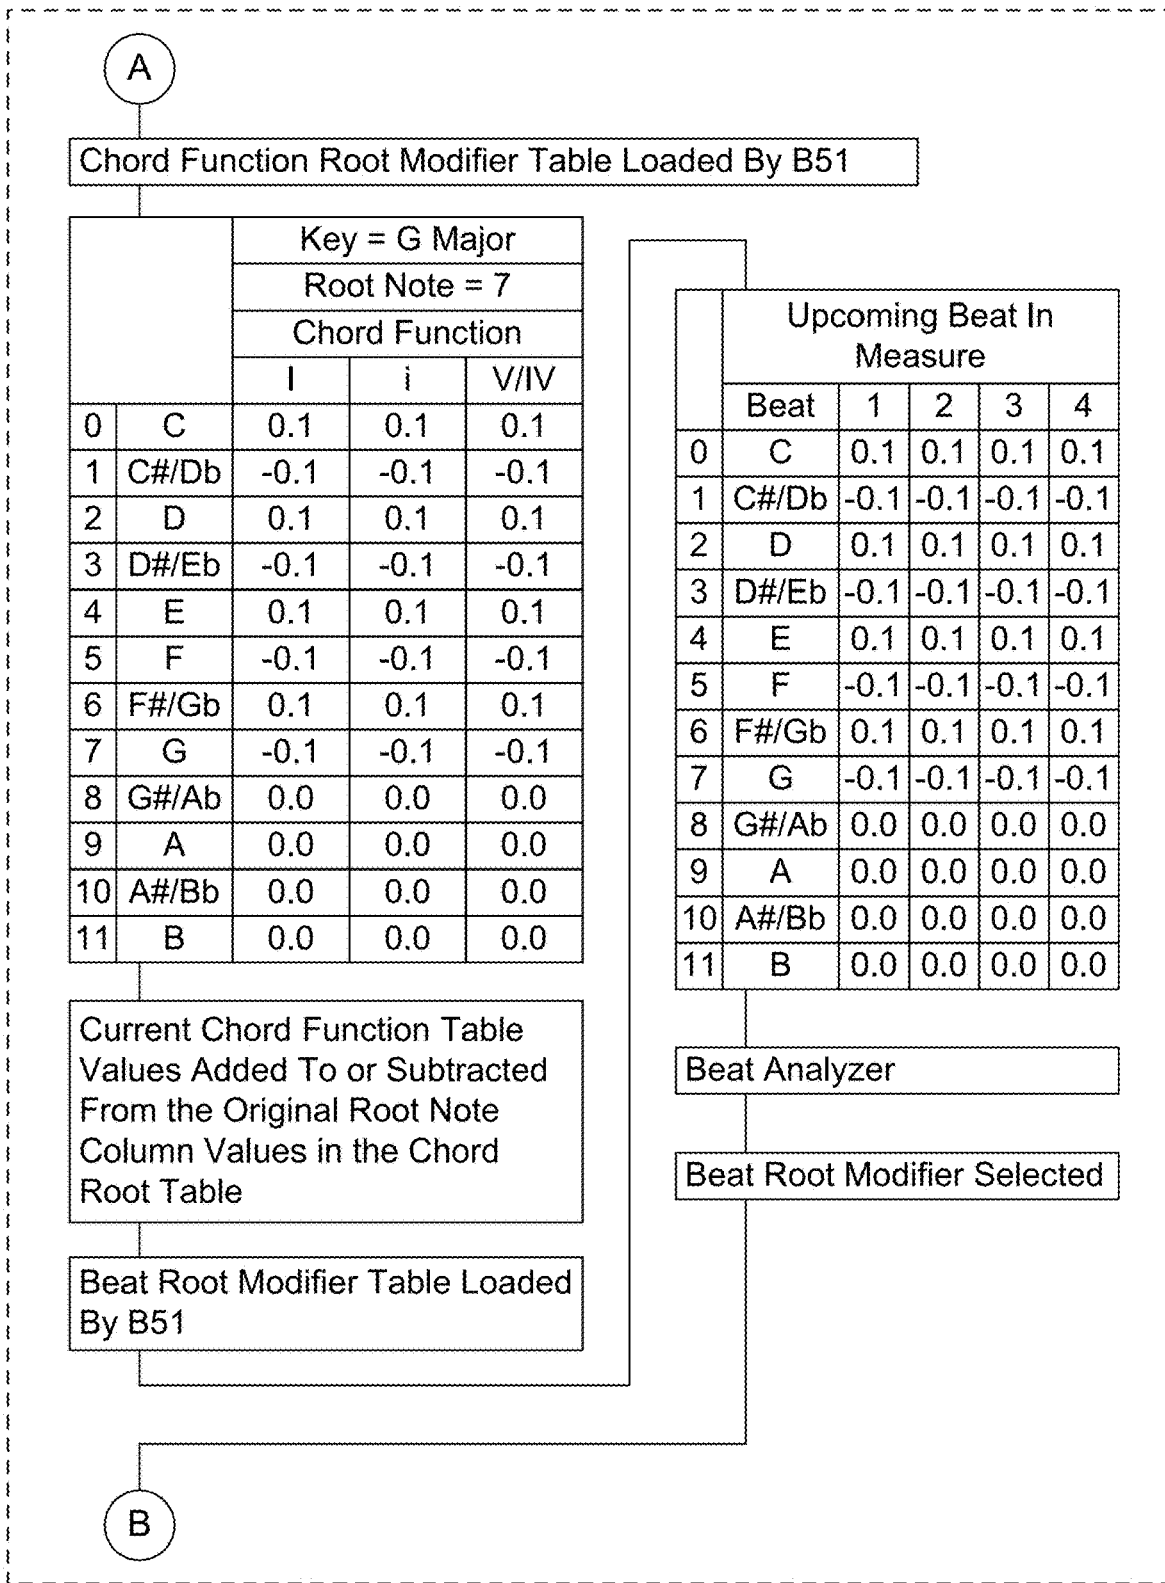 A
Chord Function Root Modifier Table Loaded By B51
Key = G Major
Root Note = 7
Chord Function
I i V/IV
0 C 0.1 0.1 0.1
1 C#/Db -0.1 -0.1 -0.1
2 D 0.1 0.1 0.1
3 D#/Eb -0.1 -0.1 -0.1
4 E 0.1 0.1 0.1
5 F -0.1 -0.1 -0.1
6 F#/Gb 0.1 0.1 0.1
7 G -0.1 -0.1 -0.1
8 G#/Ab 0.0 0.0 0.0
9 A 0.0 0.0 0.0
10 A#/Bb 0.0 0.0 0.0
11 B 0.0 0.0 0.0
Current Chord Function Table
Values Added To or Subtracted
From the Original Root Note
Column Values in the Chord
Root Table
Beat Root Modifier Table Loaded
By B51
Upcoming Beat In
Measure
Beat 1 2 3 4
0 C 0.1 0.1 0.1 0.1
1 C#/Db -0.1 -0.1 -0.1 -0.1
2 D 0.1 0.1 0.1 0.1
3 D#/Eb -0.1 -0.1 -0.1 -0.1
4 E 0.1 0.1 0.1 0.1
5 F -0.1 -0.1 -0.1 -0.1
6 F#/Gb 0.1 0.1 0.1 0.1
7 G -0.1 -0.1 -0.1 -0.1
8 G#/Ab 0.0 0.0 0.0 0.0
9 A 0.0 0.0 0.0 0.0
10 A#/Bb 0.0 0.0 0.0 0.0
11 B 0.0 0.0 0.0 0.0
Beat Analyzer
Beat Root Modifier Selected
B